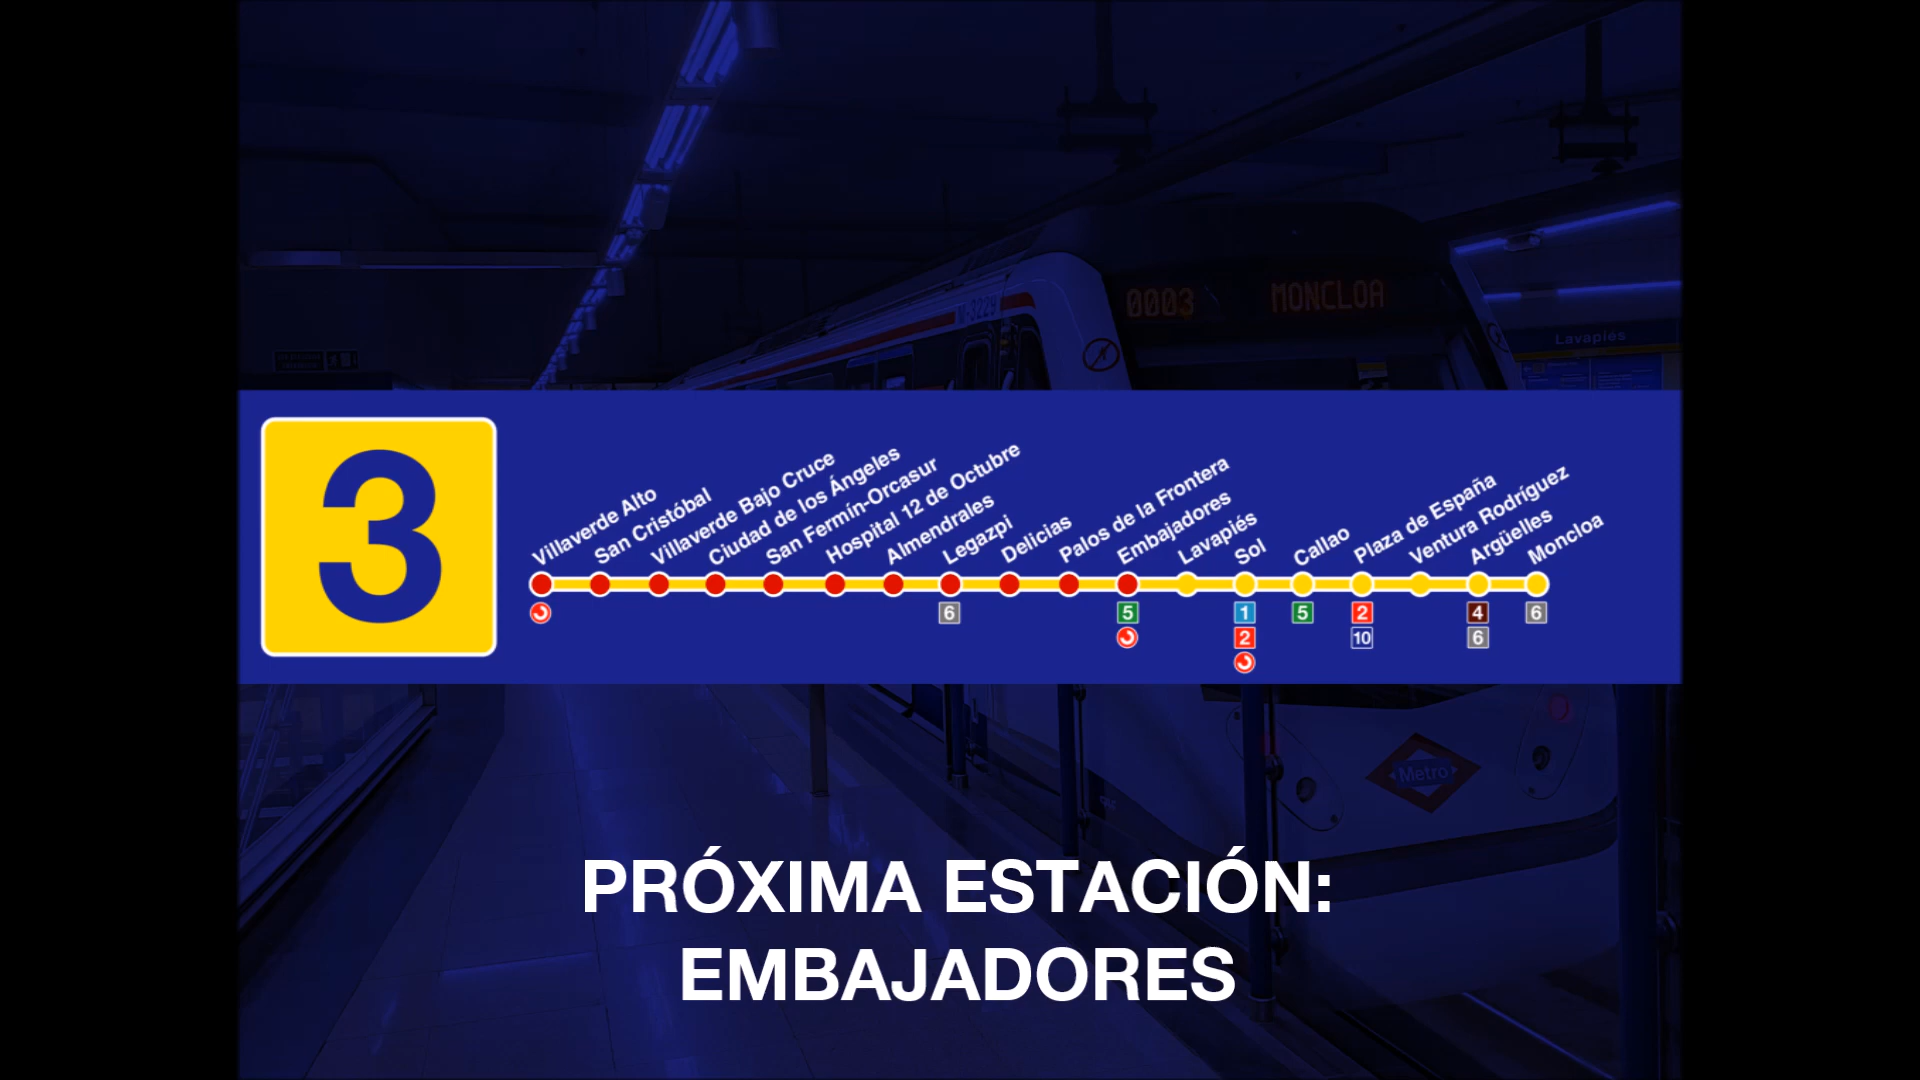 0003 MONCLOA
M-3229
Lavapiés
3
Villaverde Alto
San Cristóbal
Villaverde Bajo Cruce
Ciudad de los Ángeles
San Fermín-Orcasur
Hospital 12 de Octubre
Almendrales
Legazpi
Delicias
Palos de la Frontera
Embajadores
Lavapiés
Sol
Callao
Plaza de España
Ventura Rodríguez
Argüelles
Moncloa
6 5 1 5 2 4 6
2 10 6
Metro
PRÓXIMA ESTACIÓN:
EMBAJADORES